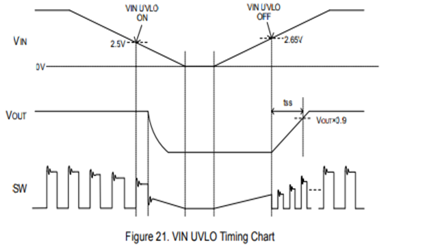 VIN UVLO
ON
VIN UVLO
OFF
VIN
2.5V
2.65V
0V
tss
VOUT
VOUT×0.9
SW
Figure 21. VIN UVLO Timing Chart